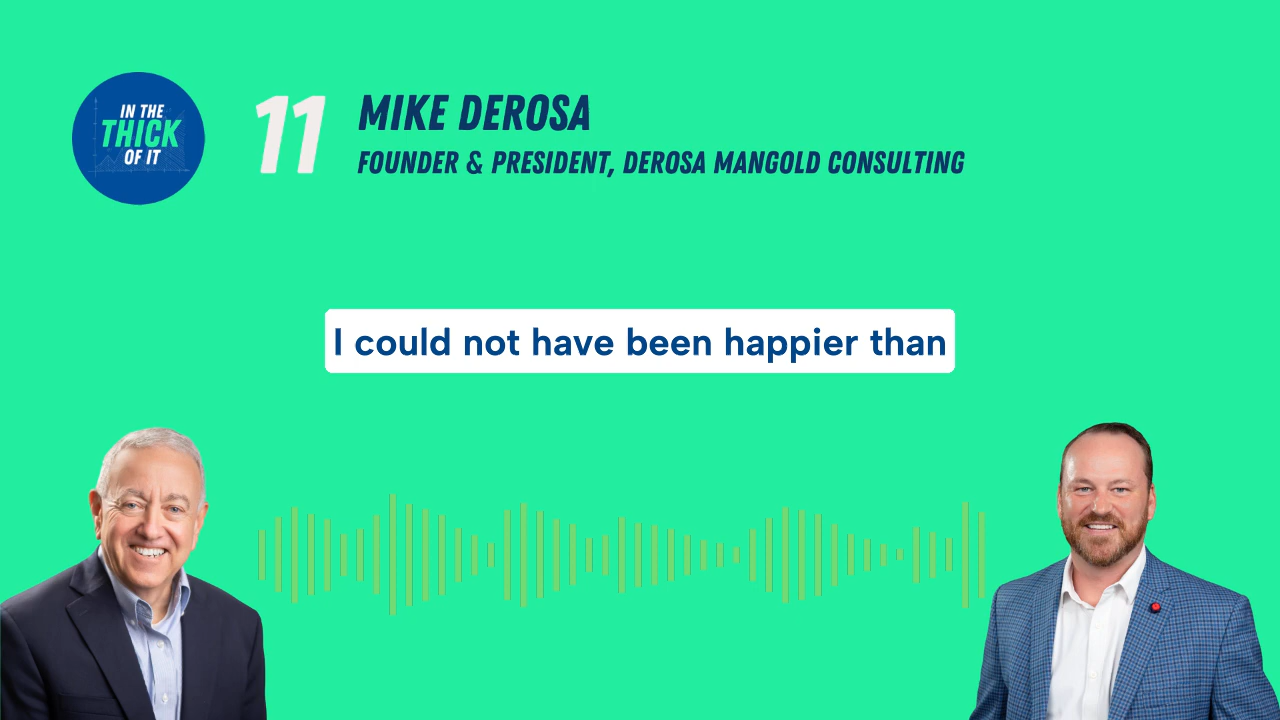 IN THE
THICK
OF IT
11
MIKE DEROSA
FOUNDER & PRESIDENT, DEROSA MANGOLD CONSULTING
I could not have been happier than